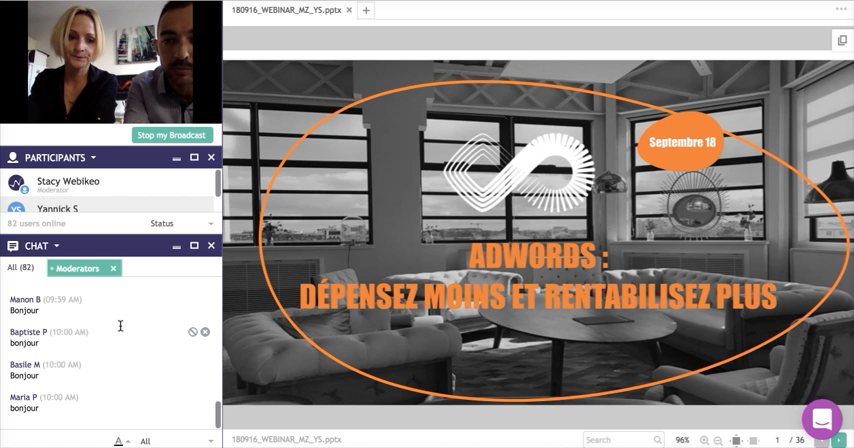 180916_WEBINAR_MZ_YS.pptx
Stop my Broadcast
PARTICIPANTS
Stacy Webikeo
Moderator
YS
Yannick S
82 users online
Status
CHAT
All (82)
Moderators
Manon B (09:59 AM)
Bonjour
Baptiste P (10:00 AM)
bonjour
Basile M (10:00 AM)
Bonjour
Maria P (10:00 AM)
bonjour
A
All
Septembre 18
ADWORDS :
DÉPENSEZ MOINS ET RENTABILISEZ PLUS
180916_WEBINAR_MZ_YS.pptx
Search
96%
1 / 36